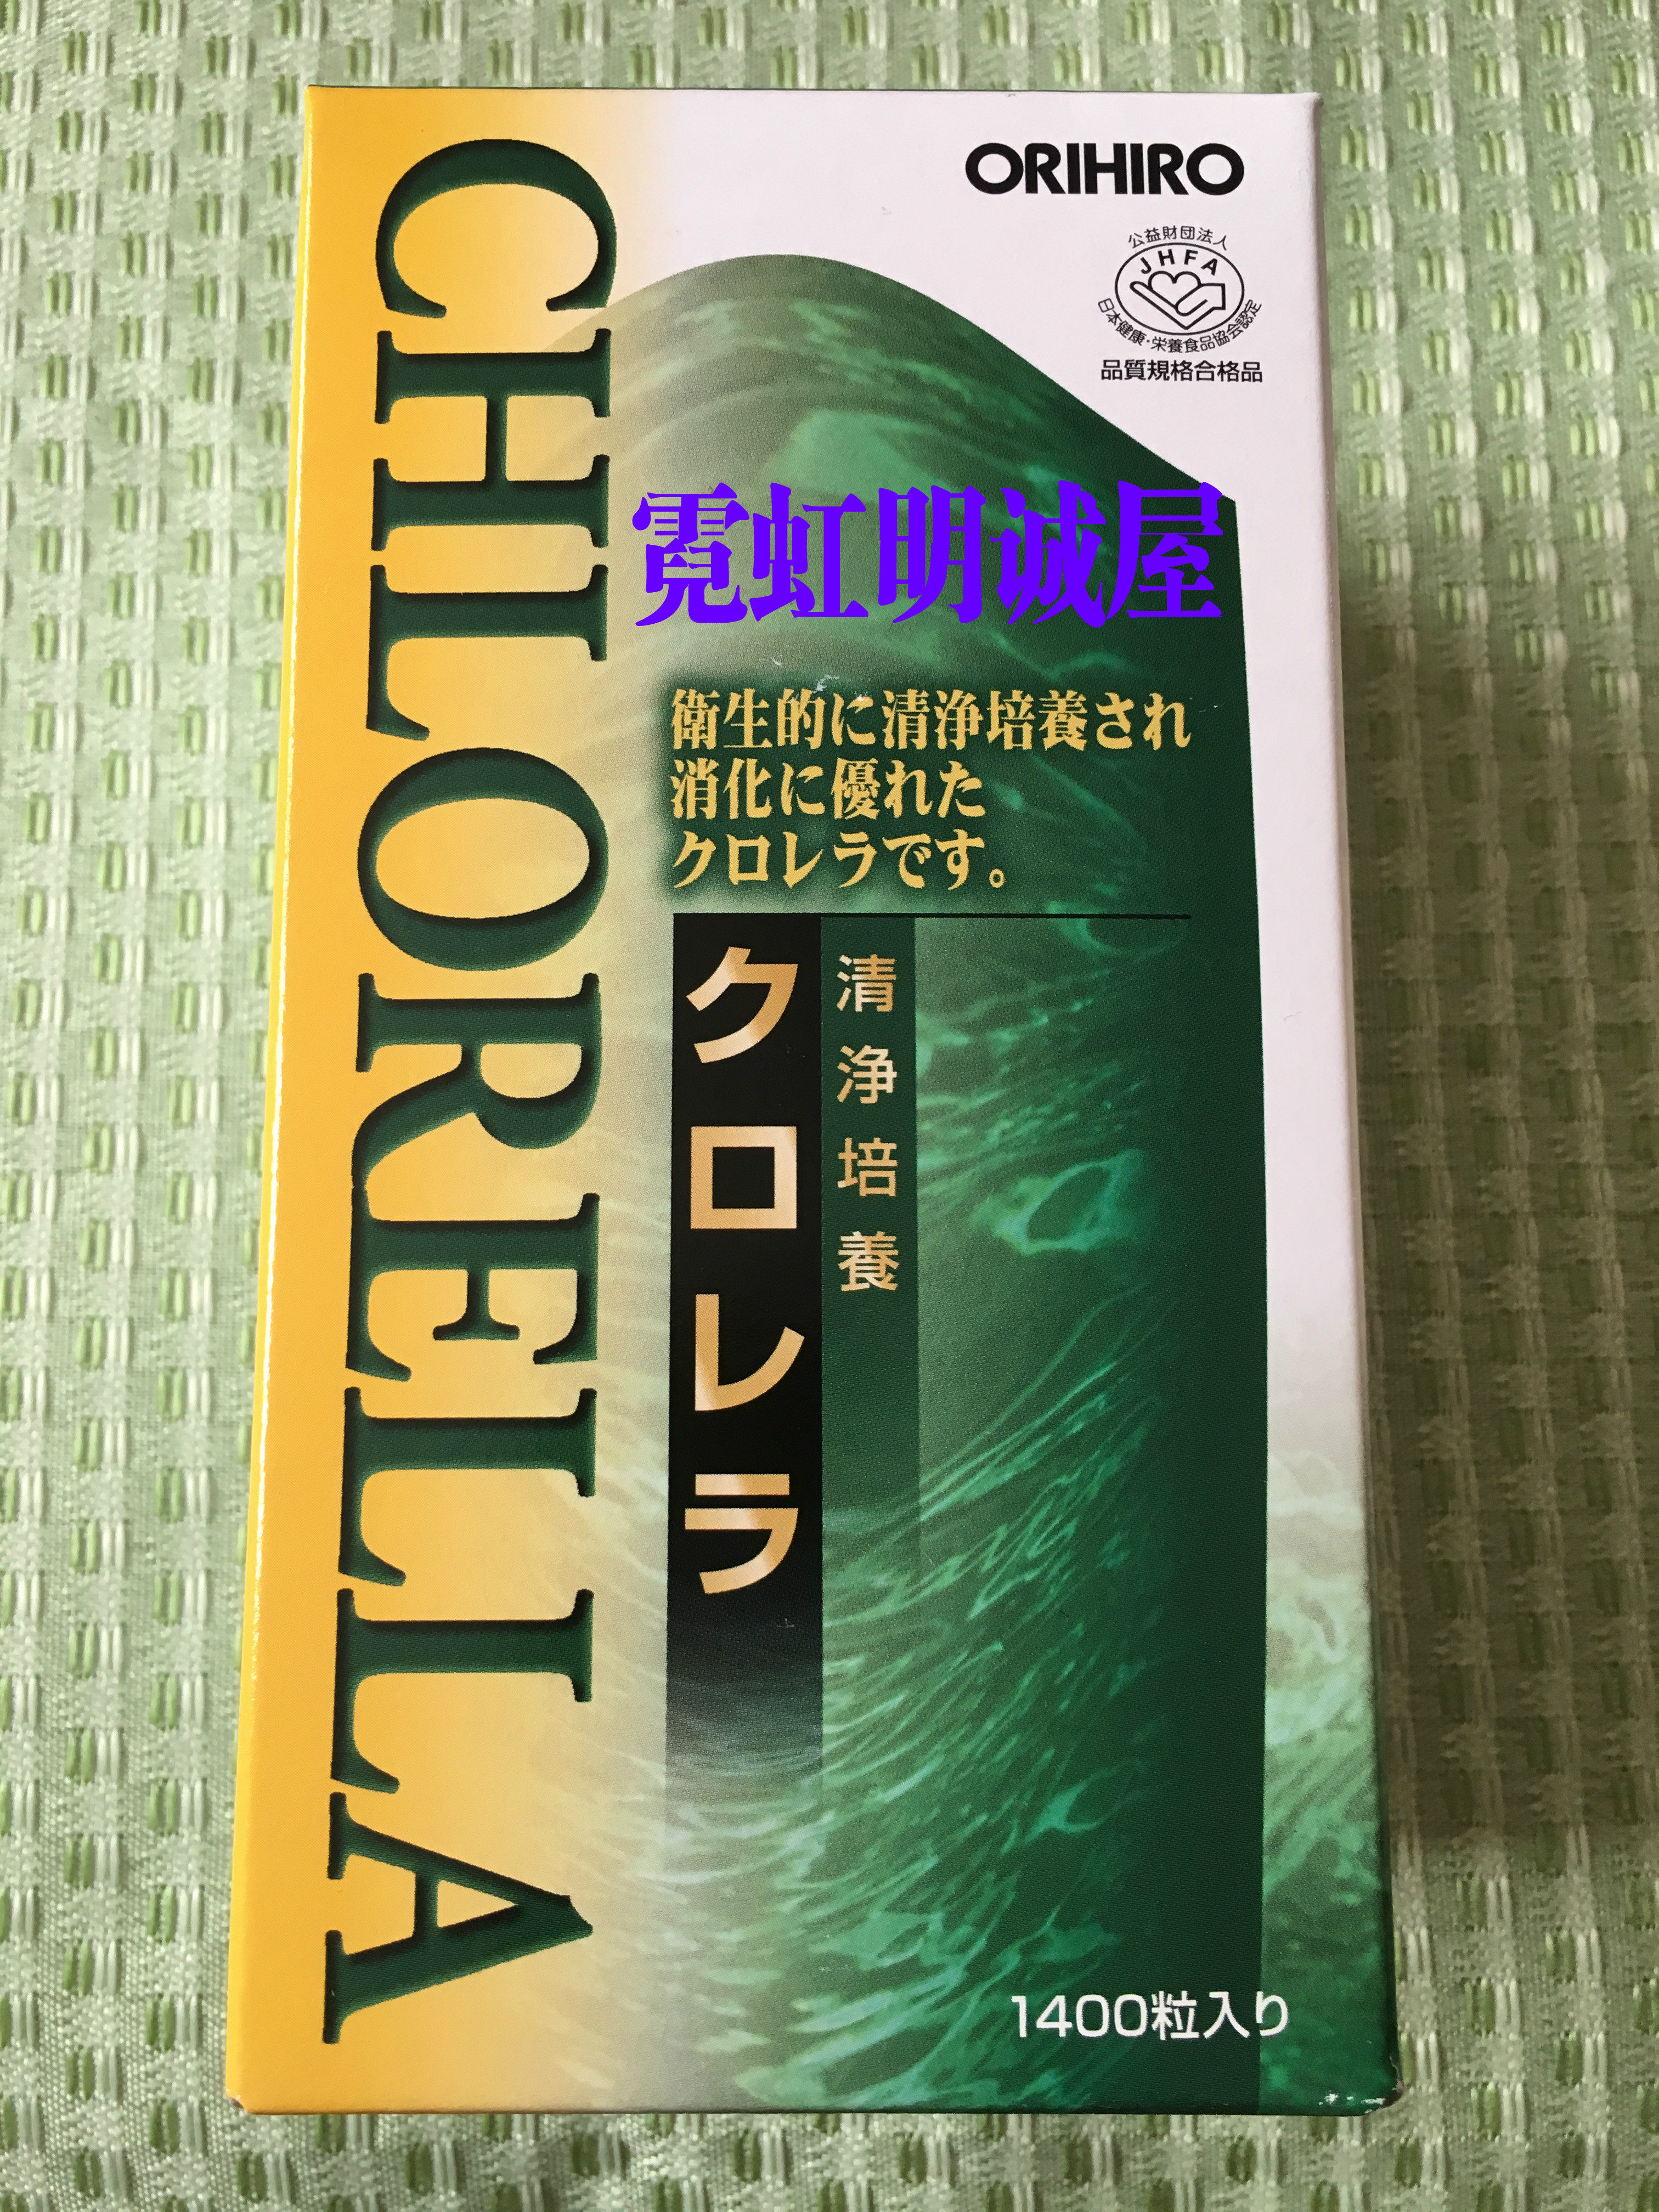 ORIHIRO
公益財団法人
JHFA
日本健康・栄養食品協会認定
品質規格合格品
CHLORELLA
霓虹明诚屋
衛生的に清浄培養され
消化に優れた
クロレラです。
清浄培養
クロレラ
1400粒入り